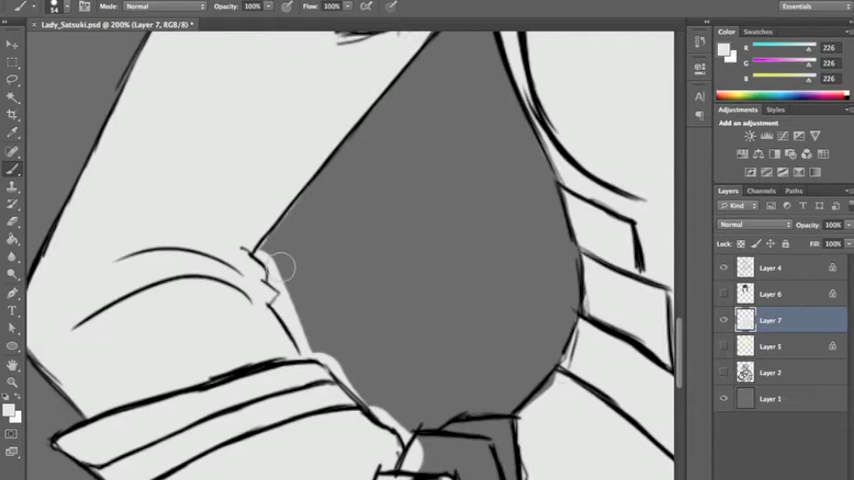 54 Mode: Normal Opacity: 100% Flow: 100% Essentials
Lady_Satsuki.psd @ 200% (Layer 7, RGB/8) *
Color Swatches
R 226
G 226
B 226
Adjustments Styles
Add an adjustment
Layers Channels Paths
Kind
Normal Opacity: 100%
Lock: Fill: 100%
Layer 4
Layer 6
Layer 7
Layer 5
Layer 2
Layer 1